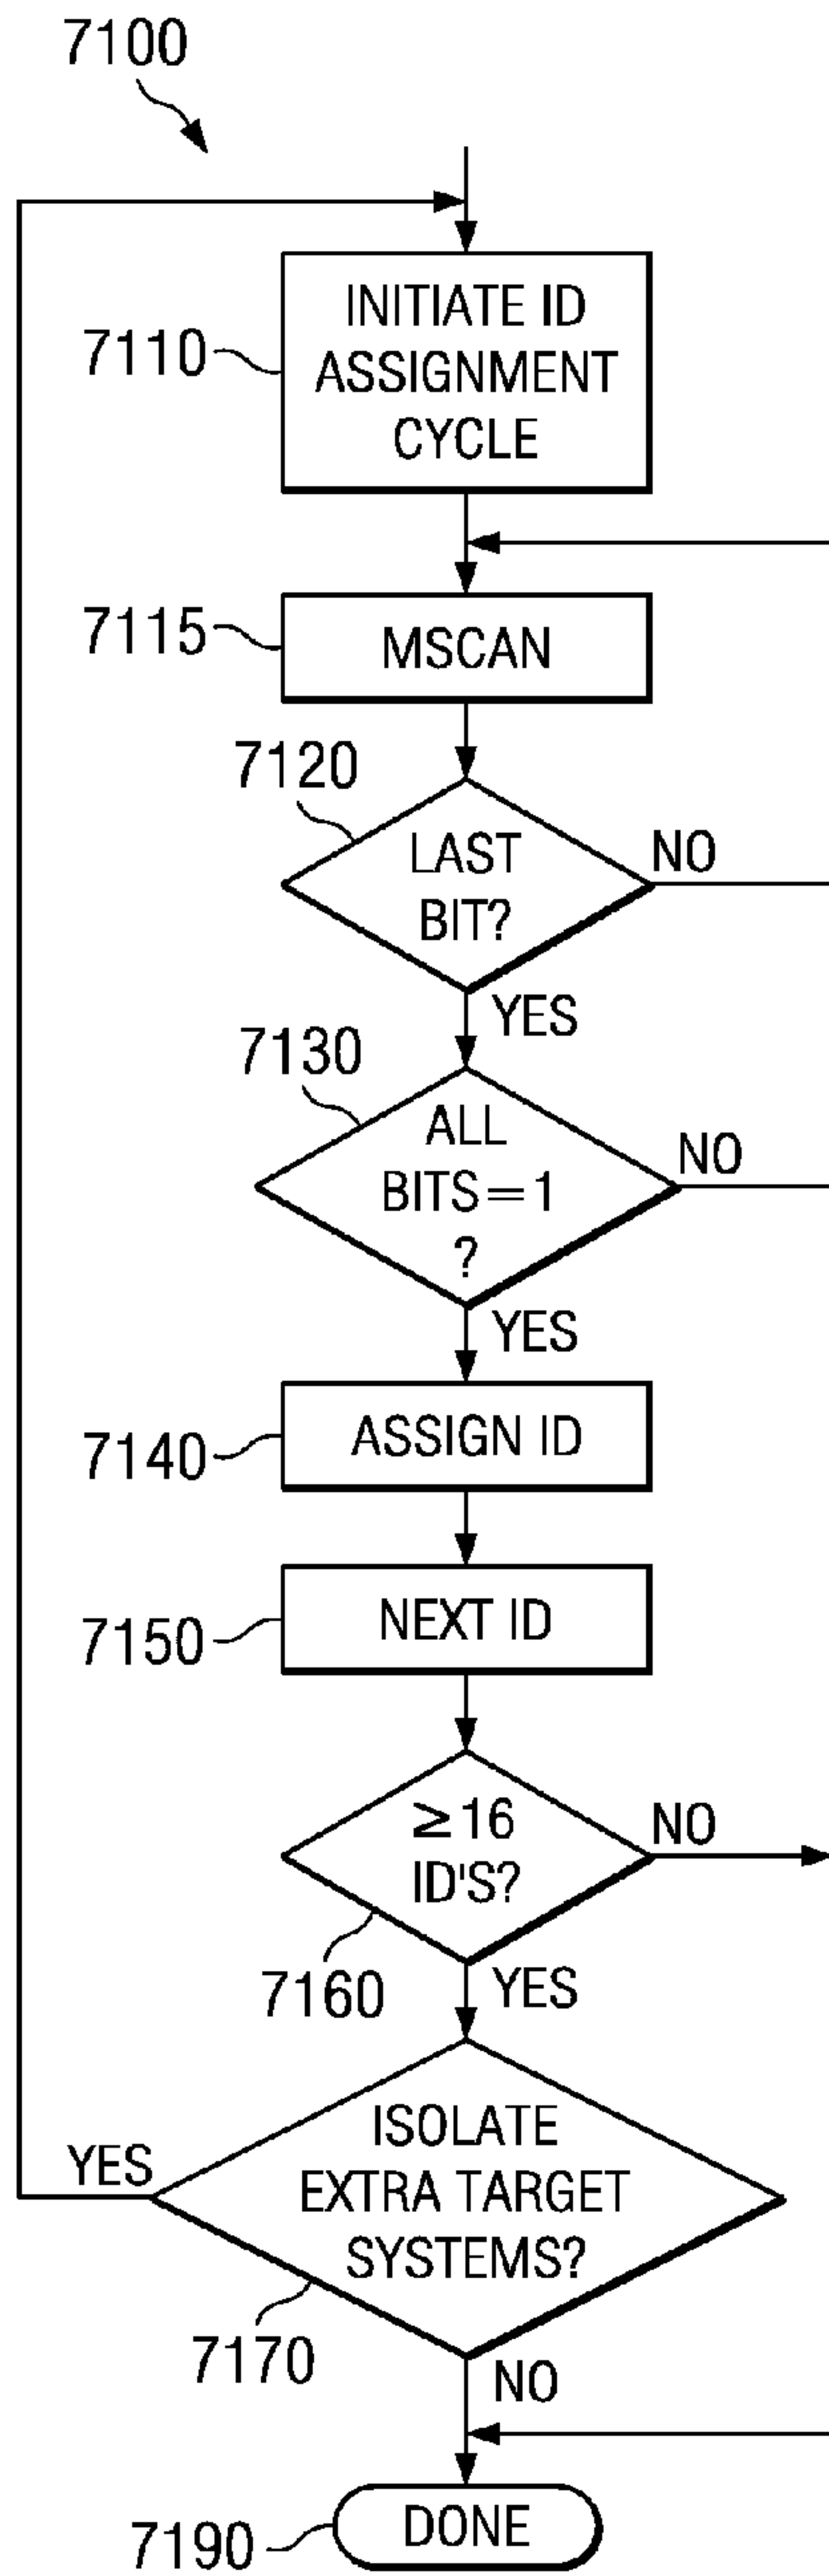 7100
INITIATE ID
ASSIGNMENT
CYCLE
7110
MSCAN
7115
7120
LAST
BIT?
NO
YES
7130
ALL
BITS=1
?
NO
YES
ASSIGN ID
7140
NEXT ID
7150
≥16
ID'S?
NO
7160
YES
ISOLATE
EXTRA TARGET
SYSTEMS?
YES
7170
NO
DONE
7190